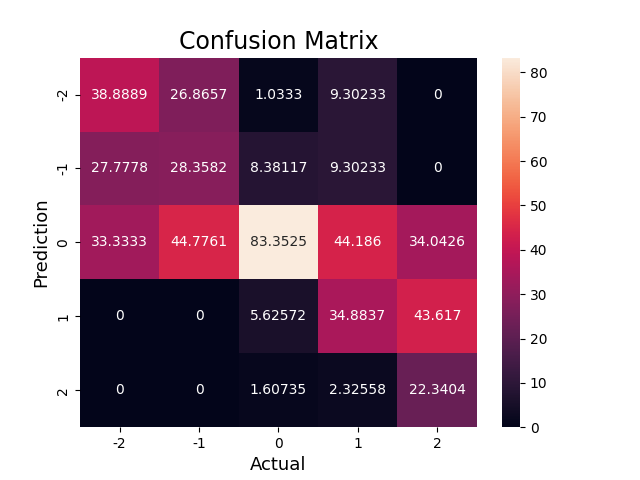 Confusion Matrix
Prediction
-2 38.8889 26.8657 1.0333 9.30233 0
-1 27.7778 28.3582 8.38117 9.30233 0
0 33.3333 44.7761 83.3525 44.186 34.0426
1 0 0 5.62572 34.8837 43.617
2 0 0 1.60735 2.32558 22.3404
-2 -1 0 1 2
Actual
80
70
60
50
40
30
20
10
0